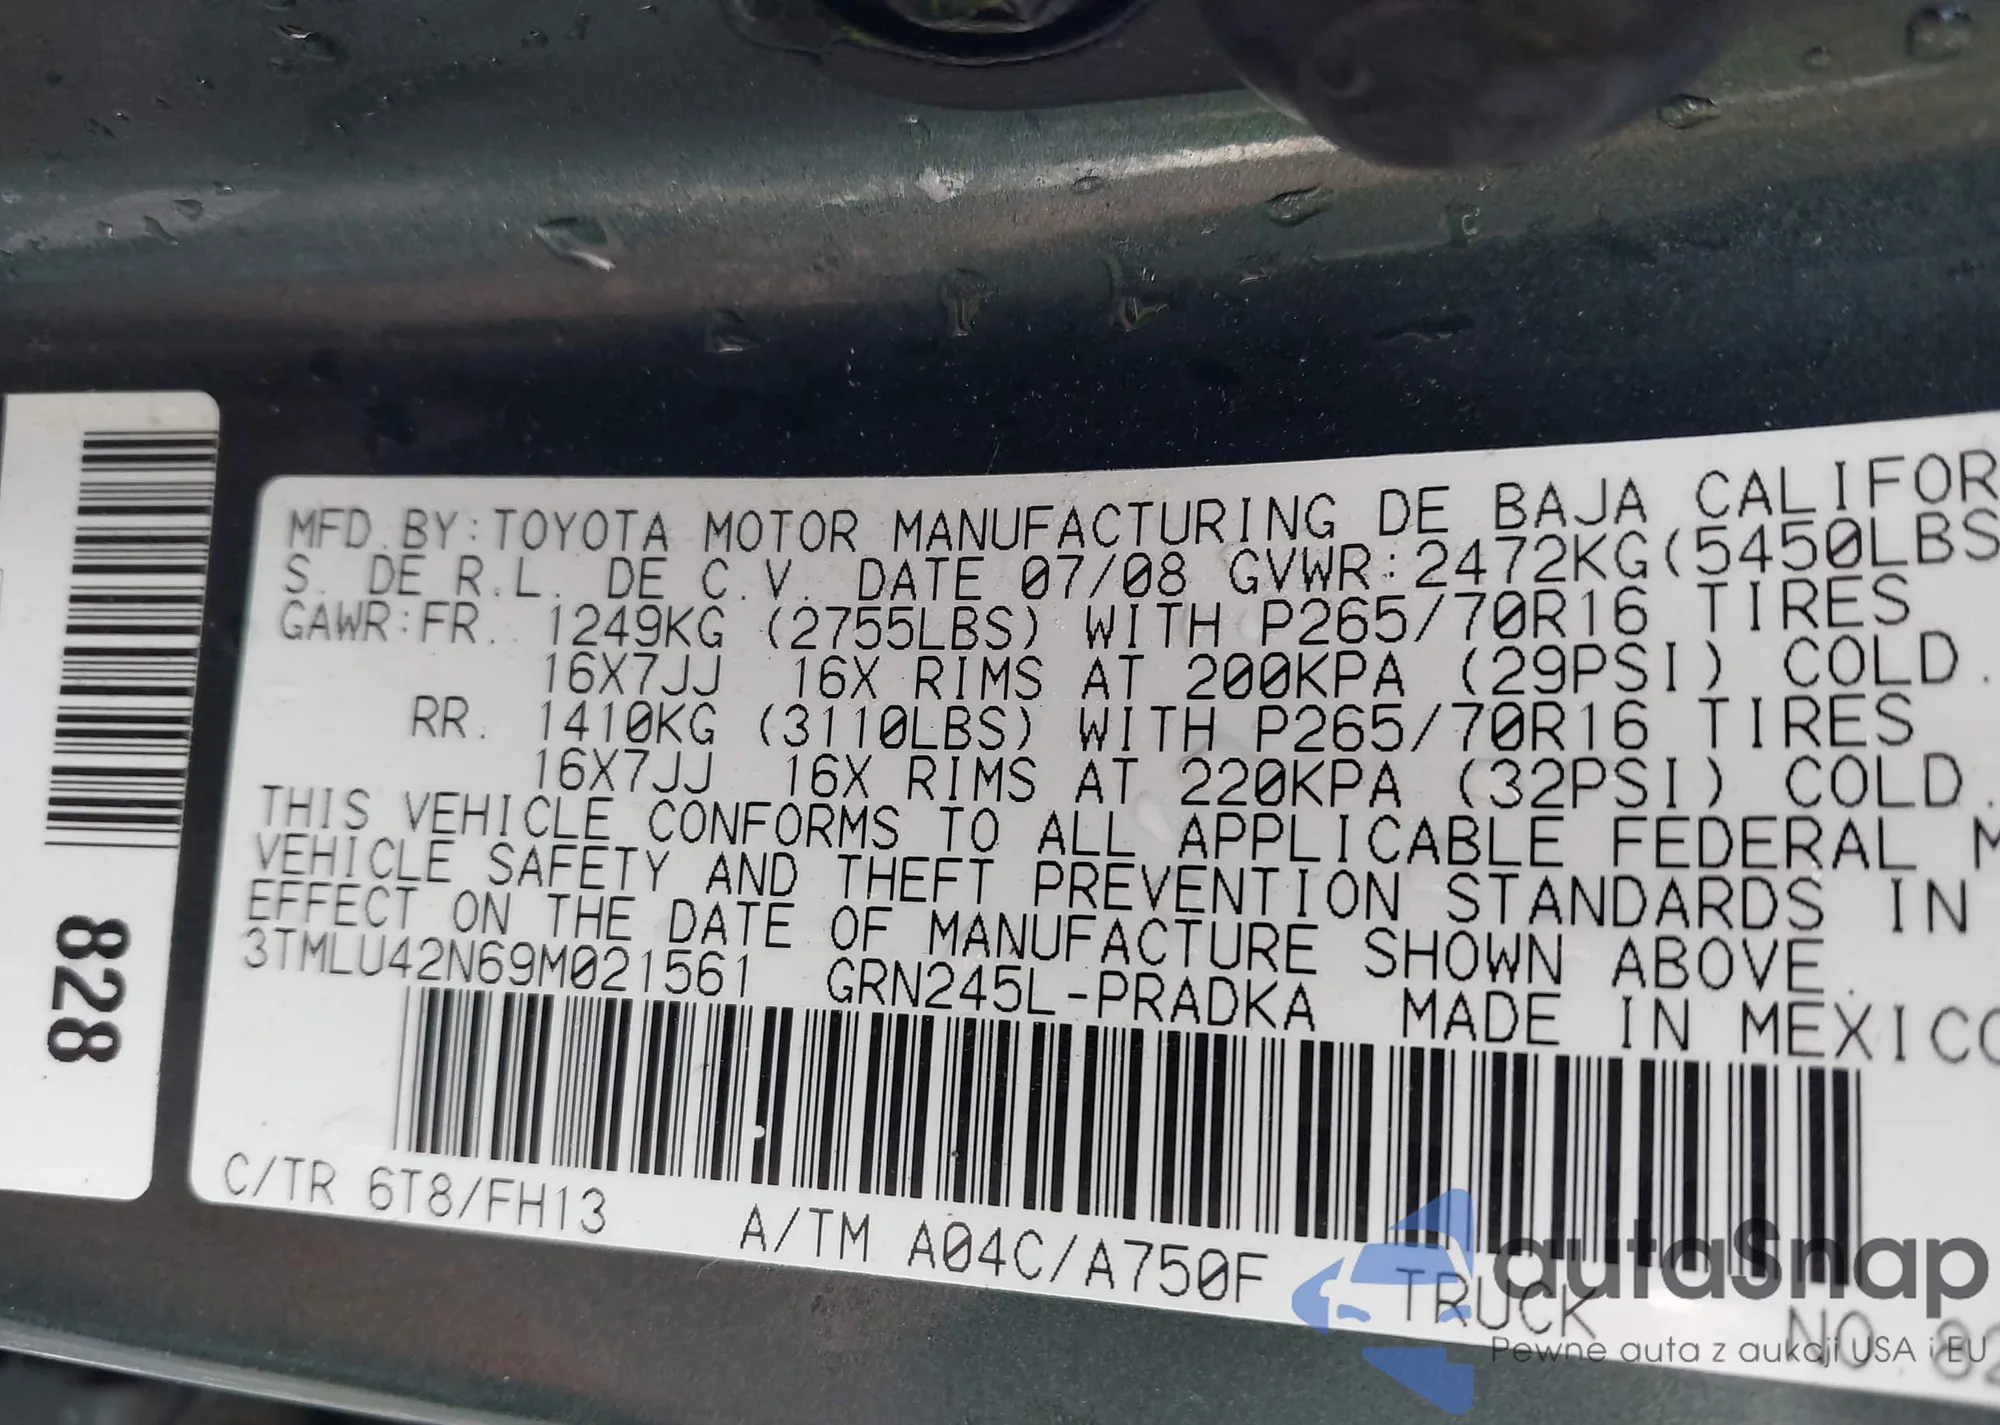 828
MFD.BY:TOYOTA MOTOR MANUFACTURING DE BAJA CALIFOR
S. DE R.L. DE C.V. DATE 07/08 GVWR:2472KG(5450LBS
GAWR:FR. 1249KG (2755LBS) WITH P265/70R16 TIRES
16X7JJ 16X RIMS AT 200KPA (29PSI) COLD.
RR. 1410KG (3110LBS) WITH P265/70R16 TIRES
16X7JJ 16X RIMS AT 220KPA (32PSI) COLD.
THIS VEHICLE CONFORMS TO ALL APPLICABLE FEDERAL M
VEHICLE SAFETY AND THEFT PREVENTION STANDARDS IN
EFFECT ON THE DATE OF MANUFACTURE SHOWN ABOVE.
3TMLU42N69M021561 GRN245L-PRADKA MADE IN MEXICO
C/TR 6T8/FH13 A/TM A04C/A750F TRUCK NO.82
autaSnap
Pewne auta z aukcji USA i EU